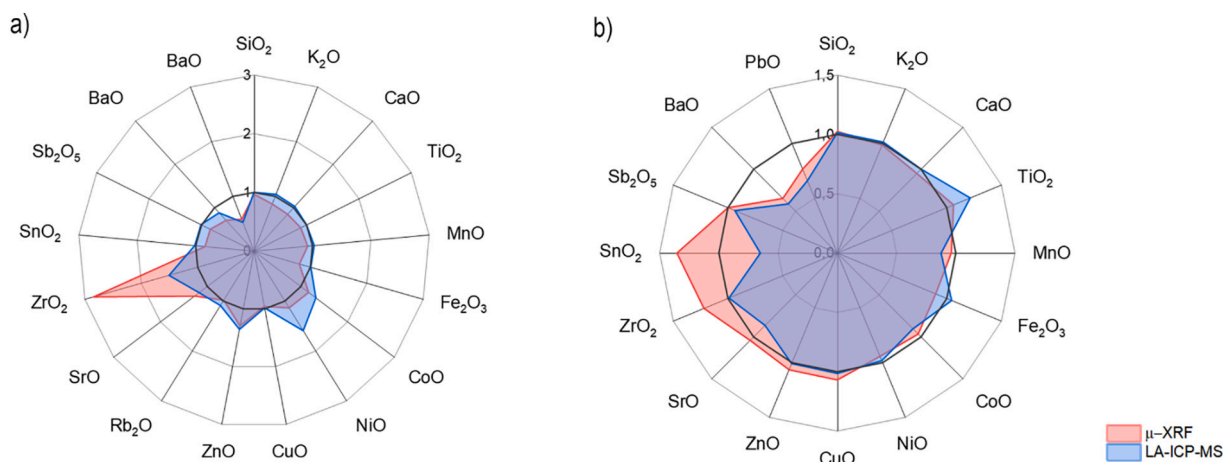 a)
SiO₂
K₂O
CaO
TiO₂
MnO
Fe₂O₃
CoO
NiO
CuO
ZnO
Rb₂O
SrO
ZrO₂
SnO₂
Sb₂O₅
BaO
BaO
3
2
1
0
b)
SiO₂
K₂O
CaO
TiO₂
MnO
Fe₂O₃
CoO
NiO
CuO
ZnO
SrO
ZrO₂
SnO₂
Sb₂O₅
BaO
PbO
1,5
1,0
0,5
0,0
μ–XRF
LA-ICP-MS